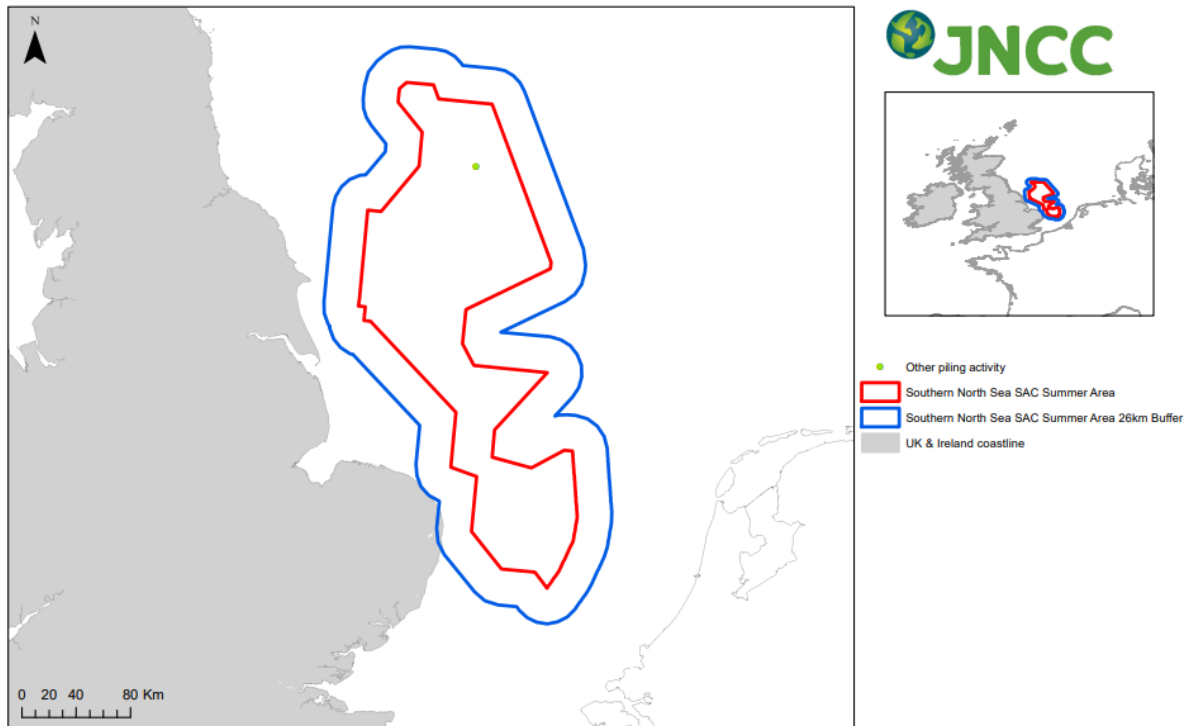 N
JNCC
Other piling activity
Southern North Sea SAC Summer Area
Southern North Sea SAC Summer Area 26km Buffer
UK & Ireland coastline
0 20 40 80 Km